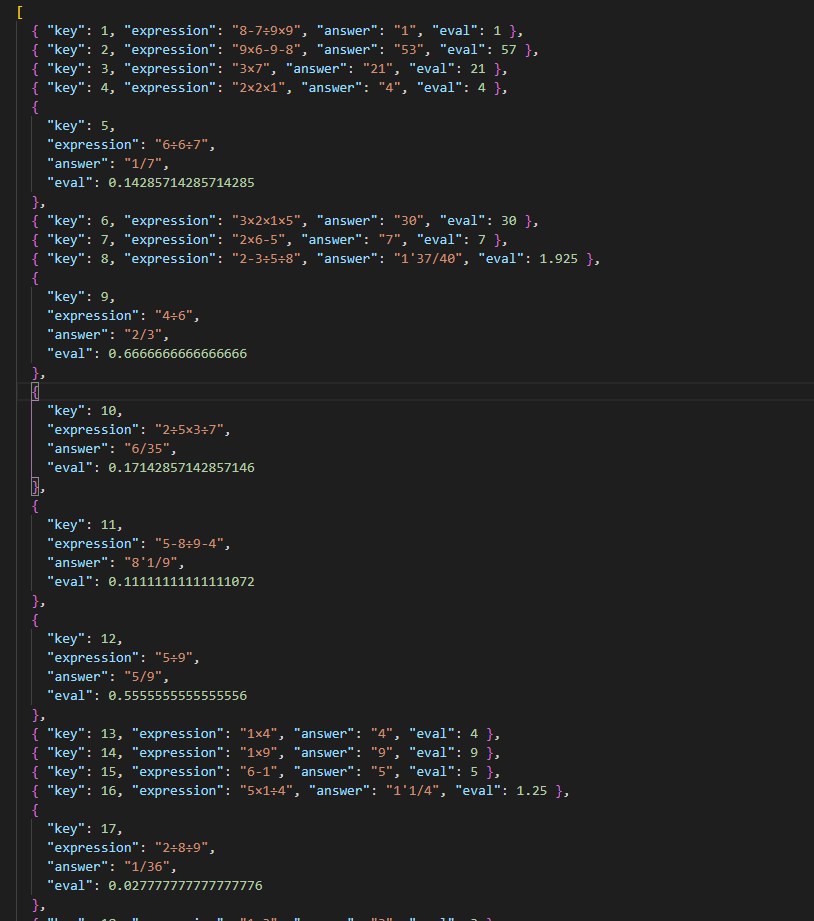 [
{ "key": 1, "expression": "8-7÷9×9", "answer": "1", "eval": 1 },
{ "key": 2, "expression": "9×6-9-8", "answer": "53", "eval": 57 },
{ "key": 3, "expression": "3×7", "answer": "21", "eval": 21 },
{ "key": 4, "expression": "2×2×1", "answer": "4", "eval": 4 },
{
"key": 5,
"expression": "6÷6÷7",
"answer": "1/7",
"eval": 0.14285714285714285
},
{ "key": 6, "expression": "3×2×1×5", "answer": "30", "eval": 30 },
{ "key": 7, "expression": "2×6-5", "answer": "7", "eval": 7 },
{ "key": 8, "expression": "2-3÷5÷8", "answer": "1'37/40", "eval": 1.925 },
{
"key": 9,
"expression": "4÷6",
"answer": "2/3",
"eval": 0.6666666666666666
},
{
"key": 10,
"expression": "2÷5×3÷7",
"answer": "6/35",
"eval": 0.17142857142857146
},
{
"key": 11,
"expression": "5-8÷9-4",
"answer": "8'1/9",
"eval": 0.11111111111111072
},
{
"key": 12,
"expression": "5÷9",
"answer": "5/9",
"eval": 0.5555555555555556
},
{ "key": 13, "expression": "1×4", "answer": "4", "eval": 4 },
{ "key": 14, "expression": "1×9", "answer": "9", "eval": 9 },
{ "key": 15, "expression": "6-1", "answer": "5", "eval": 5 },
{ "key": 16, "expression": "5×1÷4", "answer": "1'1/4", "eval": 1.25 },
{
"key": 17,
"expression": "2÷8÷9",
"answer": "1/36",
"eval": 0.027777777777777776
},